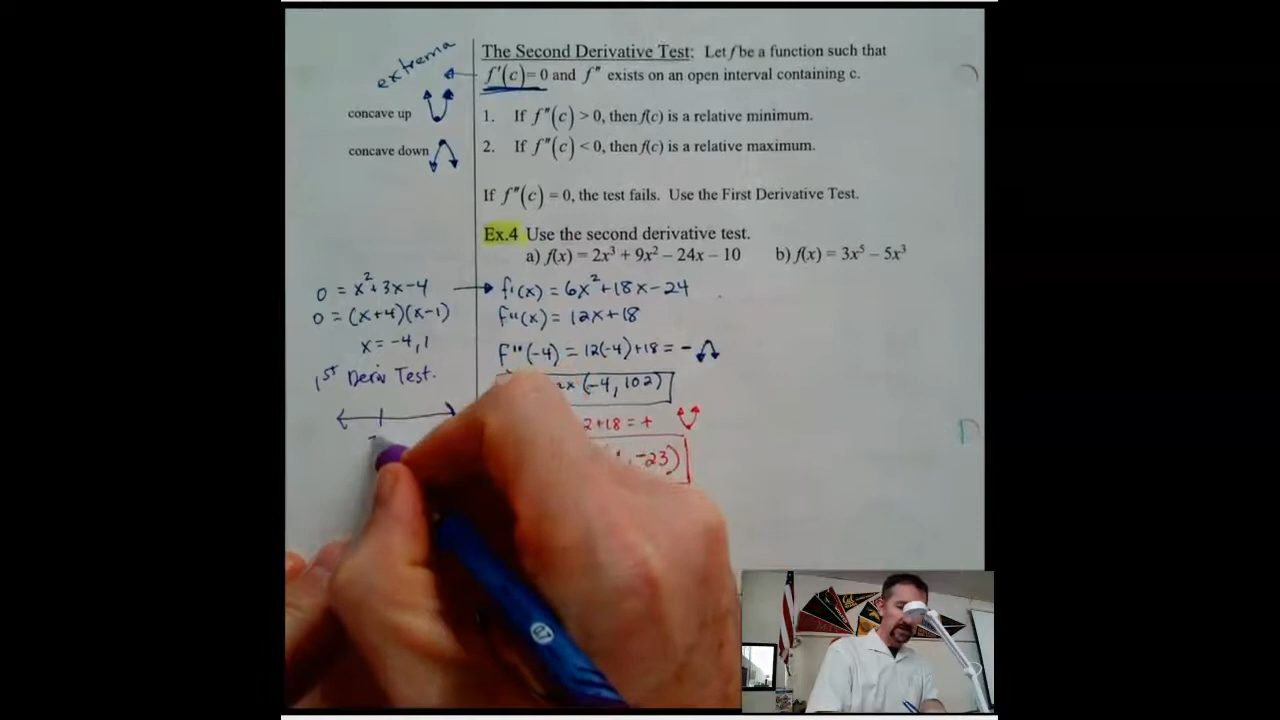 extrema
The Second Derivative Test: Let f be a function such that
f'(c)=0 and f" exists on an open interval containing c.
concave up
1. If f"(c) > 0, then f(c) is a relative minimum.
concave down
2. If f"(c) < 0, then f(c) is a relative maximum.
If f"(c) = 0, the test fails. Use the First Derivative Test.
Ex.4 Use the second derivative test.
a) f(x) = 2x³ + 9x² – 24x – 10 b) f(x) = 3x⁵ – 5x³
0 = x²+3x-4
f'(x) = 6x²+18x-24
0 = (x+4)(x-1)
f"(x) = 12x+18
x = -4, 1
f"(-4) = 12(-4)+18 = -
1ST Deriv Test.
(-4, 102)
2+18 = +
, -23)
0.7